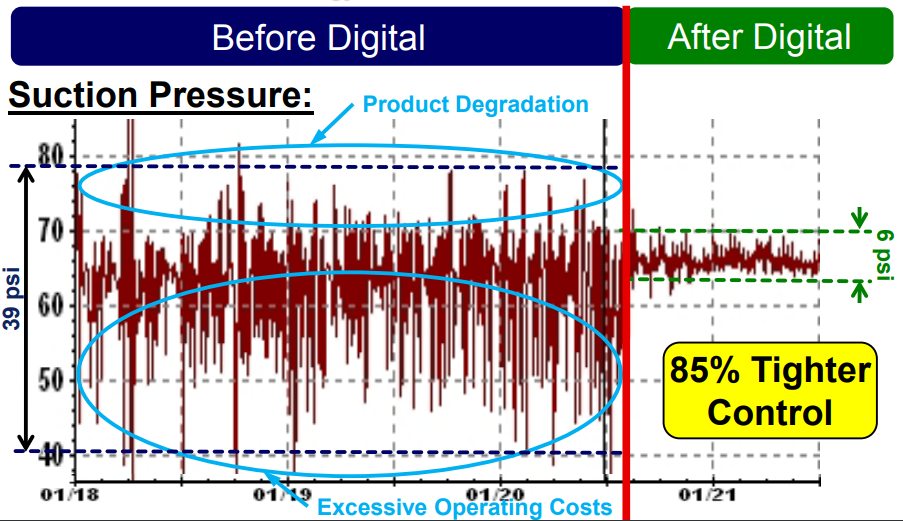 Before Digital
After Digital
Suction Pressure:
Product Degradation
80
70
60
50
40
39 psi
6 psi
85% Tighter
Control
01/18
01/19
01/20
01/21
Excessive Operating Costs